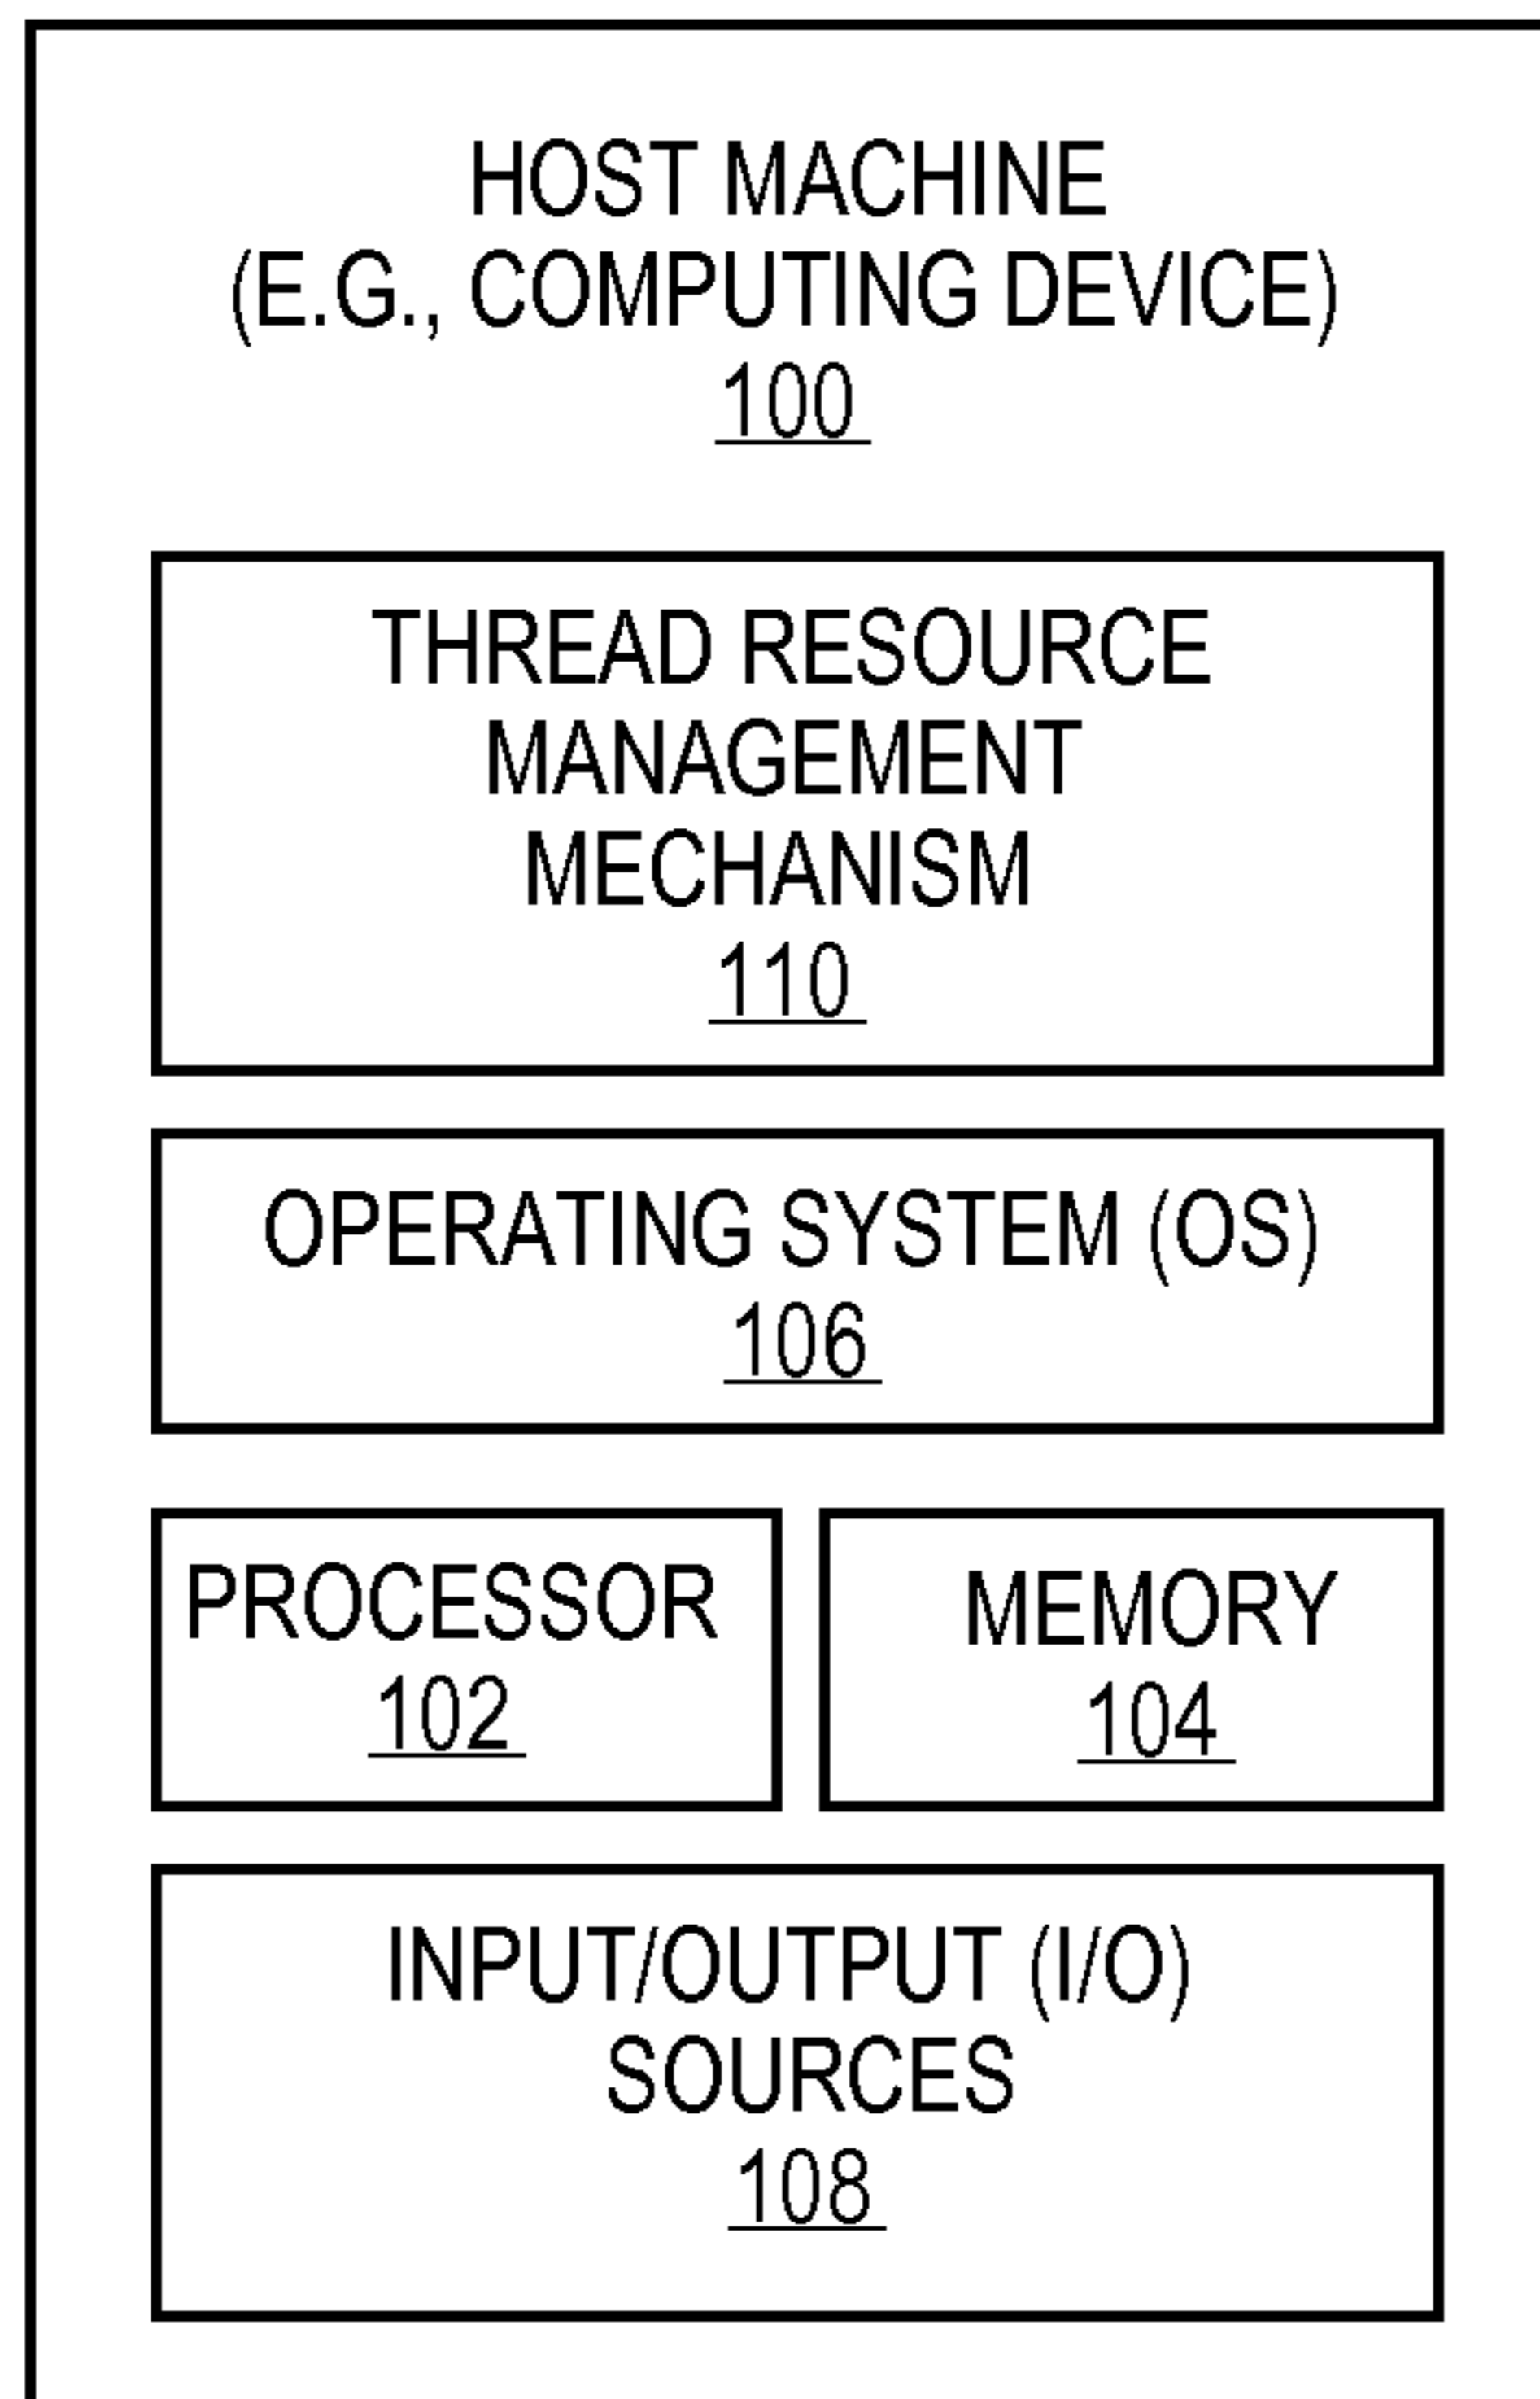 HOST MACHINE
(E.G., COMPUTING DEVICE)
100
THREAD RESOURCE
MANAGEMENT
MECHANISM
110
OPERATING SYSTEM (OS)
106
PROCESSOR
102
MEMORY
104
INPUT/OUTPUT (I/O)
SOURCES
108